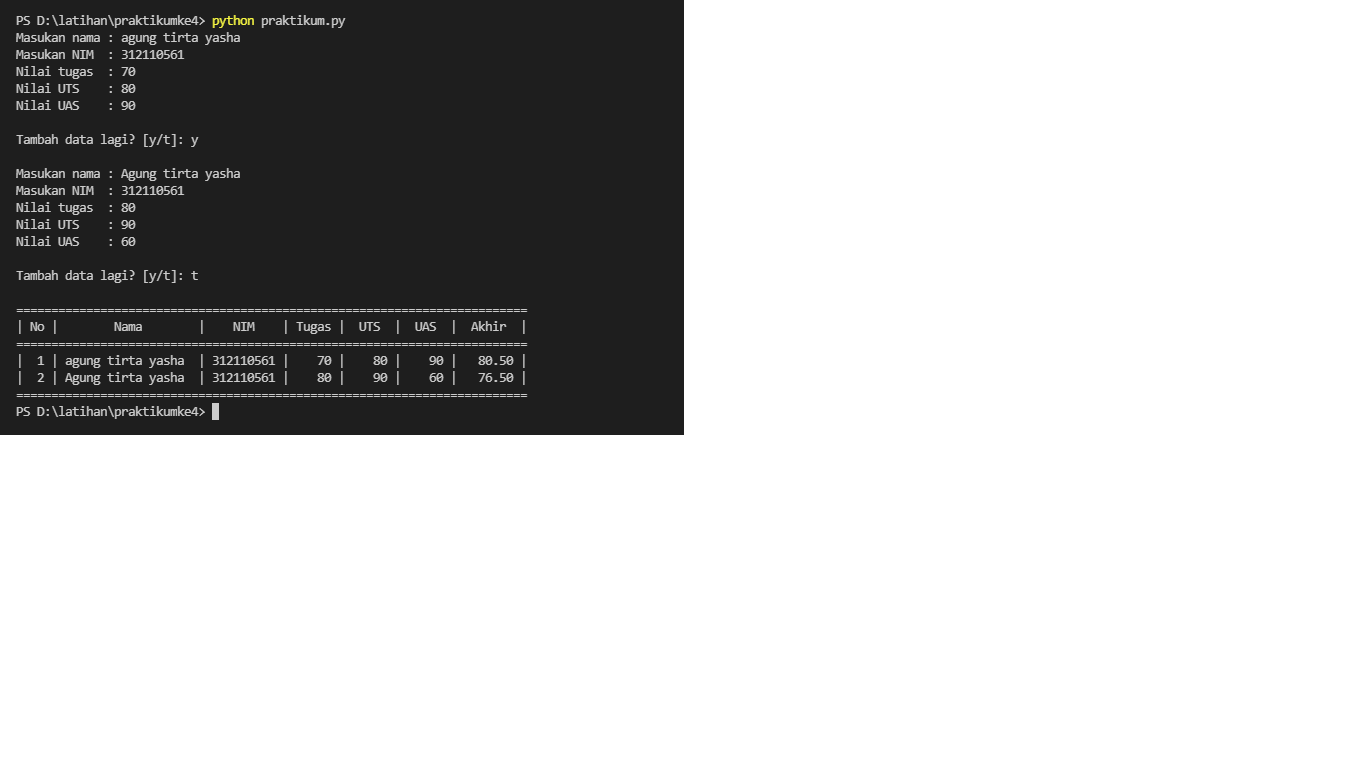 PS D:\latihan\praktikumke4> python praktikum.py
Masukan nama : agung tirta yasha
Masukan NIM  : 312110561
Nilai tugas  : 70
Nilai UTS    : 80
Nilai UAS    : 90
Tambah data lagi? [y/t]: y
Masukan nama : Agung tirta yasha
Masukan NIM  : 312110561
Nilai tugas  : 80
Nilai UTS    : 90
Nilai UAS    : 60
Tambah data lagi? [y/t]: t
=========================================================================
| No |        Nama        |    NIM    | Tugas |  UTS  |  UAS  |  Akhir  |
=========================================================================
|  1 | agung tirta yasha  | 312110561 |    70 |    80 |    90 |   80.50 |
|  2 | Agung tirta yasha  | 312110561 |    80 |    90 |    60 |   76.50 |
=========================================================================
PS D:\latihan\praktikumke4>